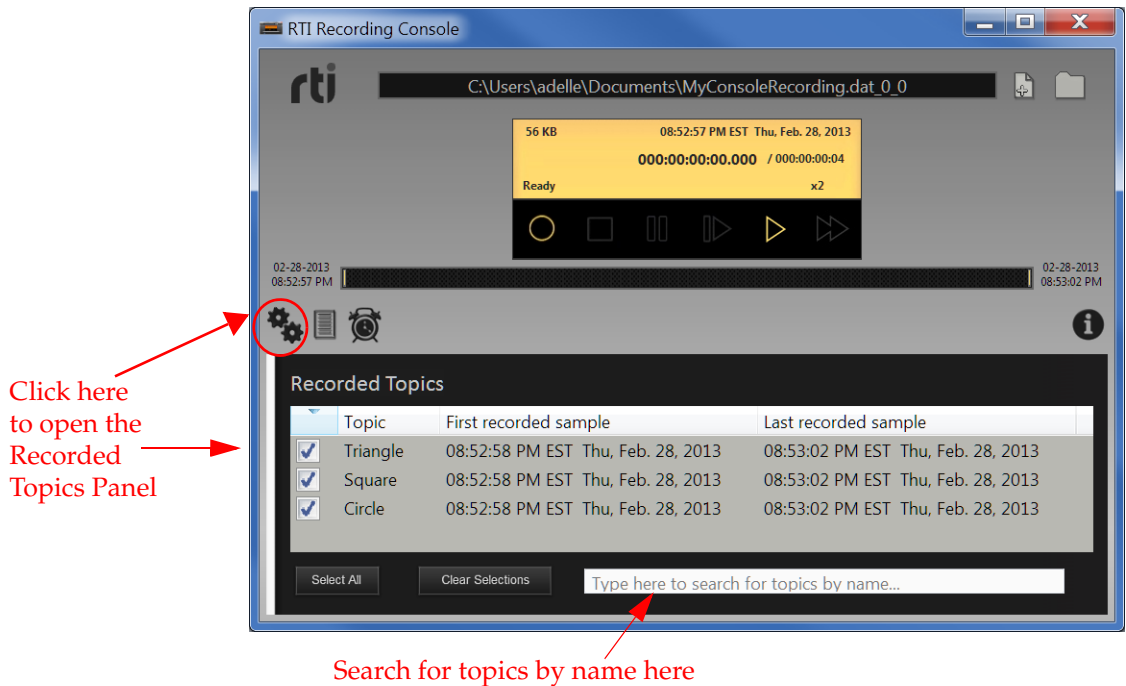 RTI Recording Console
rti
C:\Users\adelle\Documents\MyConsoleRecording.dat_0_0
56 KB 08:52:57 PM EST Thu, Feb. 28, 2013
000:00:00:00.000 / 000:00:00:04
Ready x2
02-28-2013
08:52:57 PM
02-28-2013
08:53:02 PM
Click here
to open the
Recorded
Topics Panel
Recorded Topics
Topic First recorded sample Last recorded sample
Triangle 08:52:58 PM EST Thu, Feb. 28, 2013 08:53:02 PM EST Thu, Feb. 28, 2013
Square 08:52:58 PM EST Thu, Feb. 28, 2013 08:53:02 PM EST Thu, Feb. 28, 2013
Circle 08:52:58 PM EST Thu, Feb. 28, 2013 08:53:02 PM EST Thu, Feb. 28, 2013
Select All Clear Selections Type here to search for topics by name...
Search for topics by name here